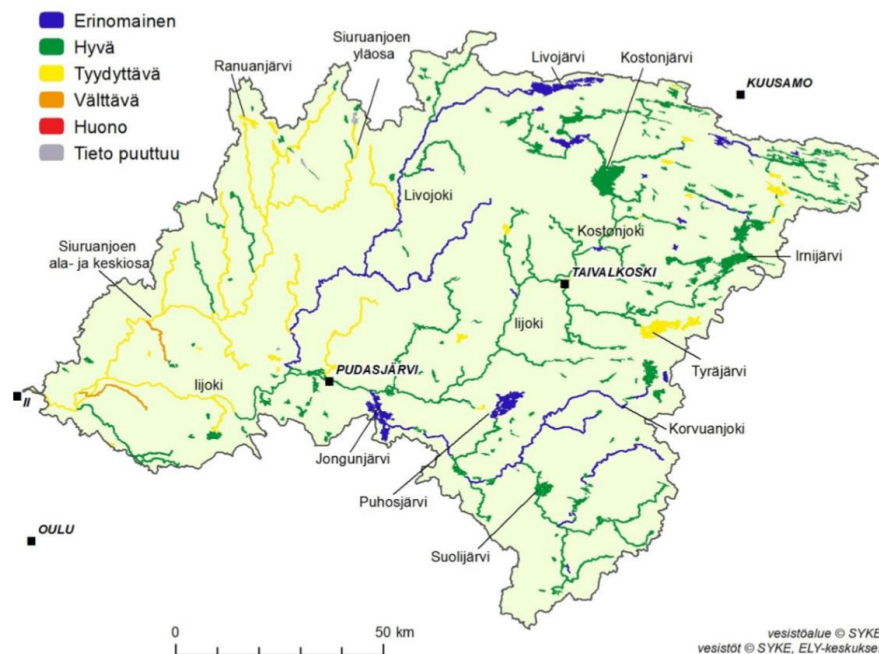 Erinomainen
Hyvä
Tyydyttävä
Välttävä
Huono
Tieto puuttuu
Siuruanjoen
yläosa
Ranuanjärvi
Livojärvi
Kostonjärvi
KUUSAMO
Livojoki
Kostonjoki
Siuruanjoen
ala- ja keskiosa
Irnijärvi
TAIVALKOSKI
Iijoki
Tyräjärvi
PUDASJÄRVI
Iijoki
II
Korvuanjoki
Jongunjärvi
Puhosjärvi
OULU
Suolijärvi
0 50 km
vesistöalue © SYKE
vesistöt © SYKE, ELY-keskukset